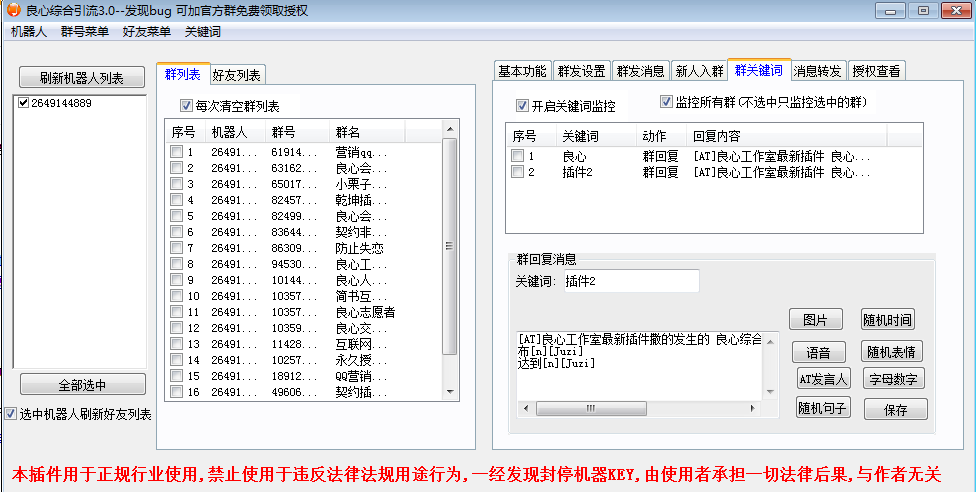 良心综合引流3.0--发现bug 可加官方群免费领取授权
机器人 群号菜单 好友菜单 关键词
刷新机器人列表
2649144889
全部选中
选中机器人刷新好友列表
群列表 好友列表
每次清空群列表
序号 机器人 群号 群名
1 26491... 61914... 营销qq...
2 26491... 63162... 良心会...
3 26491... 65017... 小栗子...
4 26491... 82457... 乾坤插...
5 26491... 82499... 良心会...
6 26491... 83644... 契约非...
7 26491... 86309... 防止失恋
8 26491... 94530... 良心工...
9 26491... 10144... 良心人...
10 26491... 10357... 简书互...
11 26491... 10357... 良心志愿者
12 26491... 10359... 良心交...
13 26491... 11428... 互联网...
14 26491... 10257... 永久授...
15 26491... 18912... QQ营销...
16 26491... 49606... 契约插...
基本功能 群发设置 群发消息 新人入群 群关键词 消息转发 授权查看
开启关键词监控 监控所有群(不选中只监控选中的群)
序号 关键词 动作 回复内容
1 良心 群回复 [AT]良心工作室最新插件 良心...
2 插件2 群回复 [AT]良心工作室最新插件 良心...
群回复消息
关键词: 插件2
[AT]良心工作室最新插件撒的发生的 良心综合
布[n][Juzi]
达到[n][Juzi]
图片 随机时间
语音 随机表情
AT发言人 字母数字
随机句子 保存
本插件用于正规行业使用,禁止使用于违反法律法规用途行为,一经发现封停机器KEY,由使用者承担一切法律后果,与作者无关